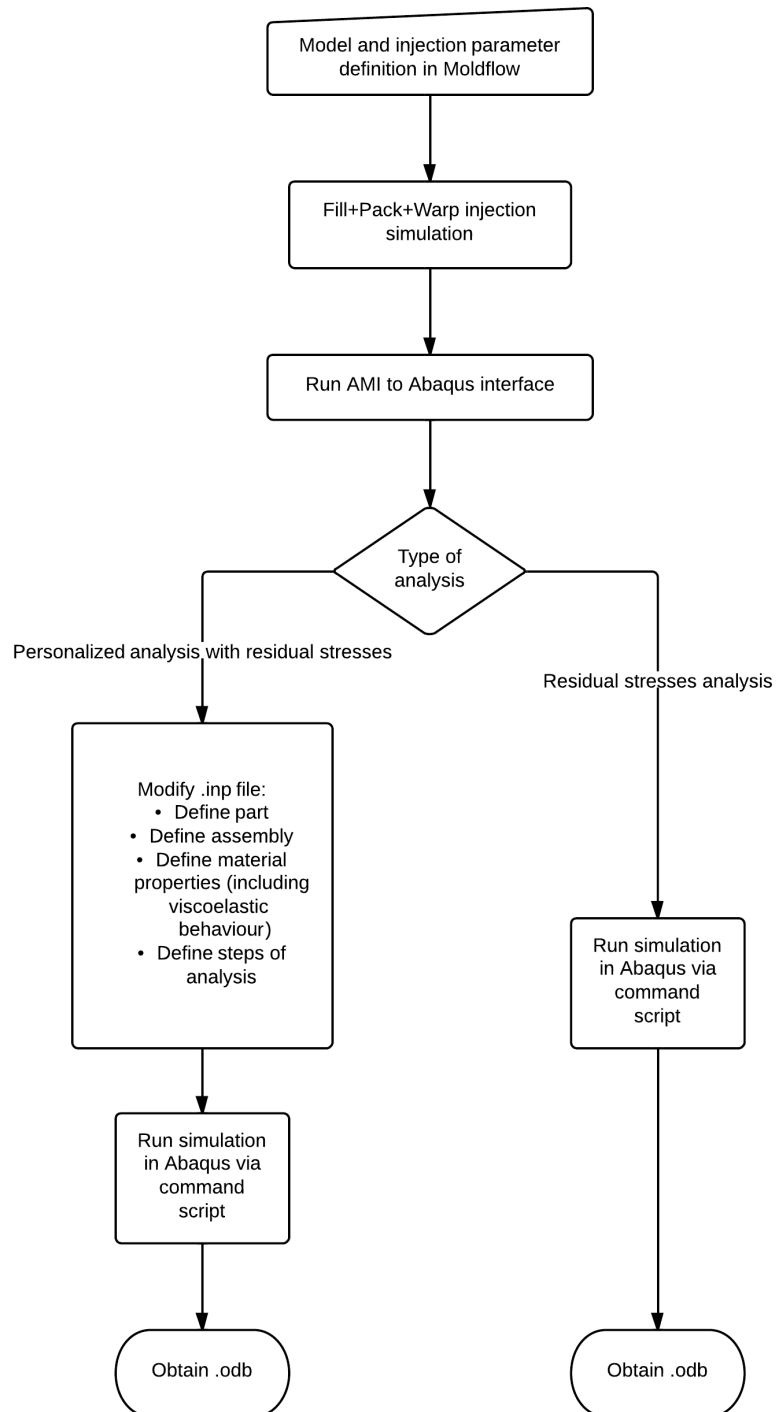 Model and injection parameter
definition in Moldflow
Fill+Pack+Warp injection
simulation
Run AMI to Abaqus interface
Type of
analysis
Personalized analysis with residual stresses
Residual stresses analysis
Modify .inp file:
• Define part
• Define assembly
• Define material
properties (including
viscoelastic
behaviour)
• Define steps of
analysis
Run simulation
in Abaqus via
command
script
Run simulation
in Abaqus via
command
script
Obtain .odb
Obtain .odb